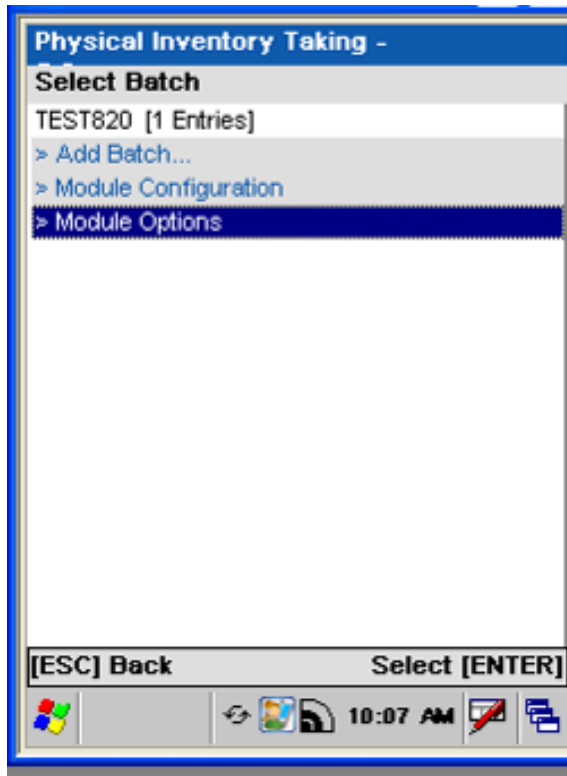 Physical Inventory Taking -
Select Batch
TEST820 [1 Entries]
» Add Batch...
» Module Configuration
» Module Options
[ESC] Back Select [ENTER]
10:07 AM